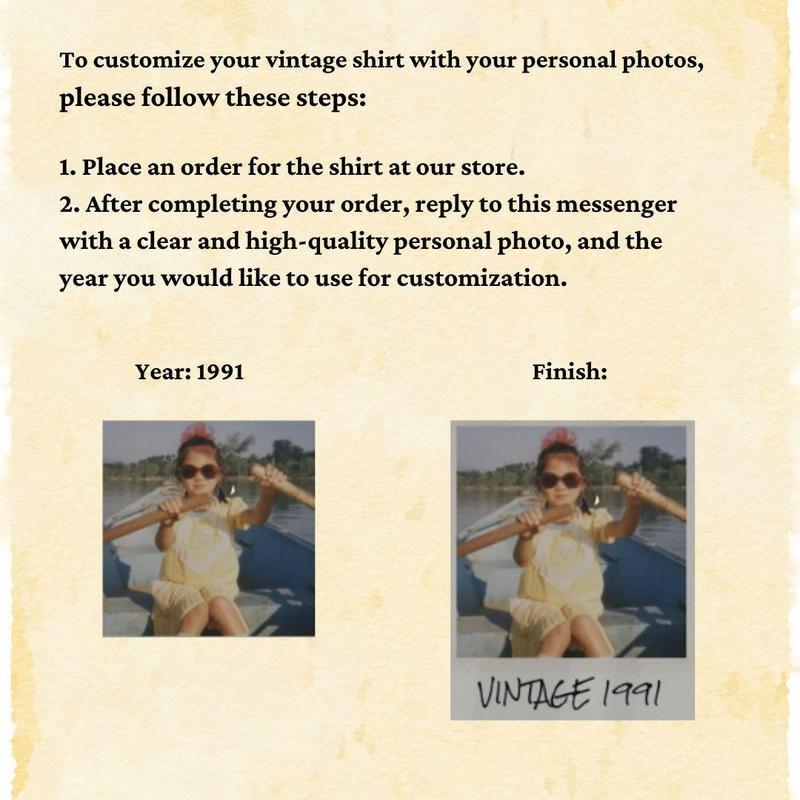 To customize your vintage shirt with your personal photos,
please follow these steps:
1. Place an order for the shirt at our store.
2. After completing your order, reply to this messenger
with a clear and high-quality personal photo, and the
year you would like to use for customization.
Year: 1991
Finish:
VINTAGE 1991